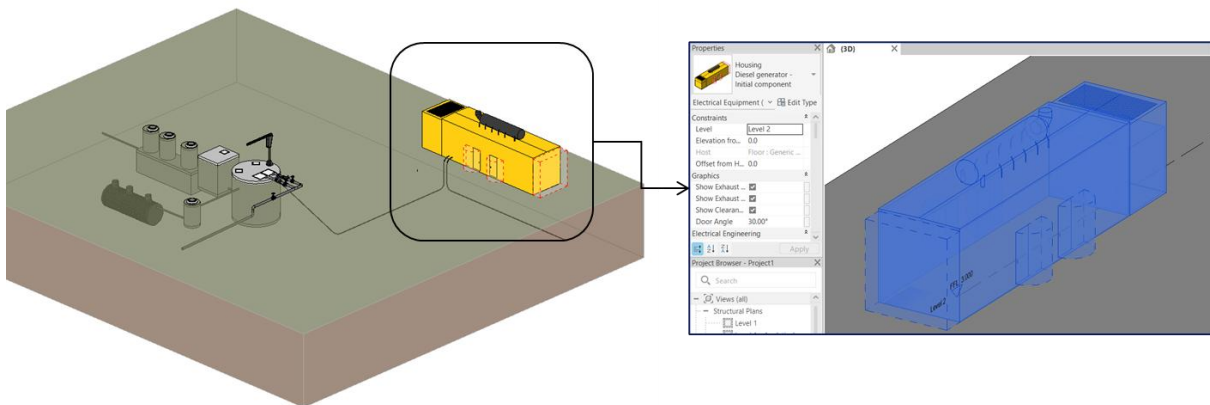 Properties
(3D)
Housing
Diesel generator -
Initial component
Electrical Equipment (
Edit Type
Constraints
Level
Level 2
Elevation fro...
0.0
Host
Floor : Generic ...
Offset from H...
0.0
Graphics
Show Exhaust ...
Show Exhaust ...
Show Clearan...
Door Angle
30.00°
Electrical Engineering
Apply
Project Browser - Project1
Search
Views (all)
Structural Plans
Level 1
Level 2